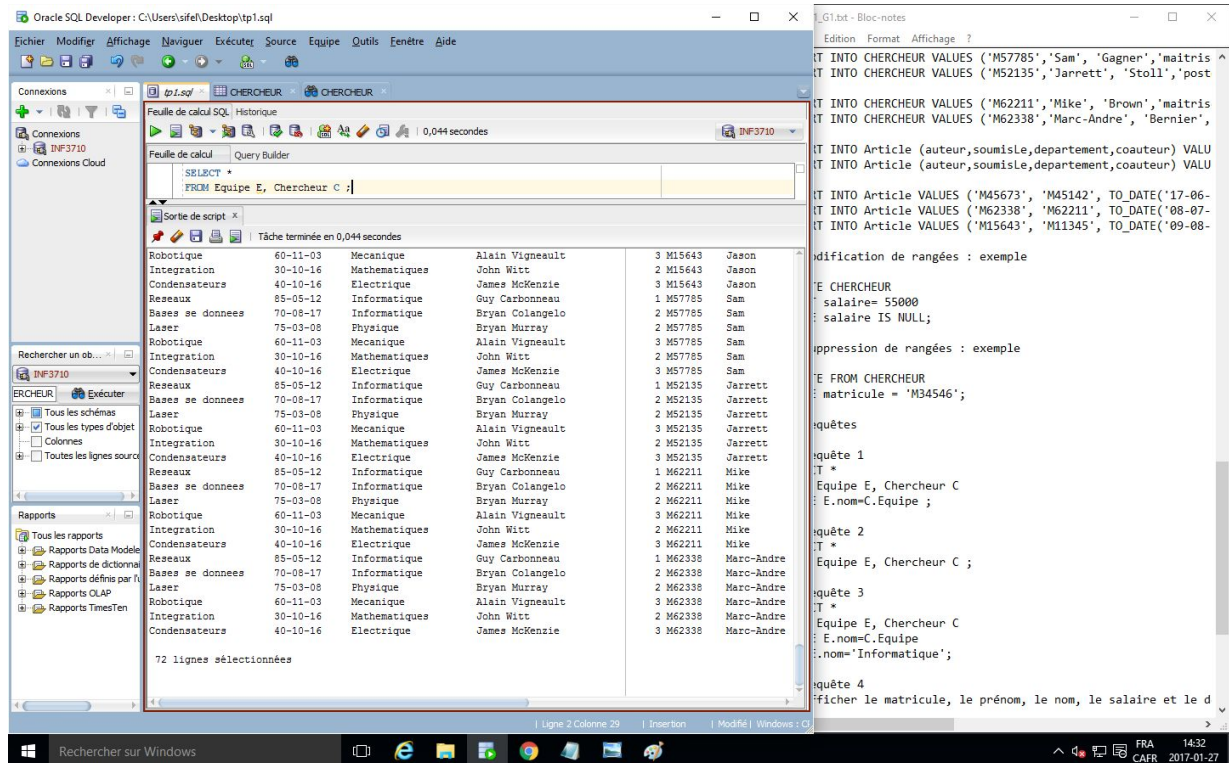 Oracle SQL Developer : C:\Users\sifel\Desktop\tp1.sql
Fichier Modifier Affichage Naviguer Exécuter Source Equipe Outils Fenêtre Aide
Connexions
Connexions
INF3710
Connexions Cloud
Rechercher un ob...
INF3710
ERCHEUR Exécuter
Tous les schémas
Tous les types d'objet
Colonnes
Toutes les lignes source
Rapports
Tous les rapports
Rapports Data Modele
Rapports de dictionnai
Rapports définis par l'u
Rapports OLAP
Rapports TimesTen
tp1.sql CHERCHEUR CHERCHEUR
Feuille de calcul SQL Historique
0,044 secondes INF3710
Feuille de calcul Query Builder
SELECT *
FROM Equipe E, Chercheur C ;
Sortie de script
Tâche terminée en 0,044 secondes
Robotique 60-11-03 Mecanique Alain Vigneault 3 M15643 Jason
Integration 30-10-16 Mathematiques John Witt 2 M15643 Jason
Condensateurs 40-10-16 Electrique James McKenzie 3 M15643 Jason
Reseaux 85-05-12 Informatique Guy Carbonneau 1 M57785 Sam
Bases se donnees 70-08-17 Informatique Bryan Colangelo 2 M57785 Sam
Laser 75-03-08 Physique Bryan Murray 2 M57785 Sam
Robotique 60-11-03 Mecanique Alain Vigneault 3 M57785 Sam
Integration 30-10-16 Mathematiques John Witt 2 M57785 Sam
Condensateurs 40-10-16 Electrique James McKenzie 3 M57785 Sam
Reseaux 85-05-12 Informatique Guy Carbonneau 1 M52135 Jarrett
Bases se donnees 70-08-17 Informatique Bryan Colangelo 2 M52135 Jarrett
Laser 75-03-08 Physique Bryan Murray 2 M52135 Jarrett
Robotique 60-11-03 Mecanique Alain Vigneault 3 M52135 Jarrett
Integration 30-10-16 Mathematiques John Witt 2 M52135 Jarrett
Condensateurs 40-10-16 Electrique James McKenzie 3 M52135 Jarrett
Reseaux 85-05-12 Informatique Guy Carbonneau 1 M62211 Mike
Bases se donnees 70-08-17 Informatique Bryan Colangelo 2 M62211 Mike
Laser 75-03-08 Physique Bryan Murray 2 M62211 Mike
Robotique 60-11-03 Mecanique Alain Vigneault 3 M62211 Mike
Integration 30-10-16 Mathematiques John Witt 2 M62211 Mike
Condensateurs 40-10-16 Electrique James McKenzie 3 M62211 Mike
Reseaux 85-05-12 Informatique Guy Carbonneau 1 M62338 Marc-Andre
Bases se donnees 70-08-17 Informatique Bryan Colangelo 2 M62338 Marc-Andre
Laser 75-03-08 Physique Bryan Murray 2 M62338 Marc-Andre
Robotique 60-11-03 Mecanique Alain Vigneault 3 M62338 Marc-Andre
Integration 30-10-16 Mathematiques John Witt 2 M62338 Marc-Andre
Condensateurs 40-10-16 Electrique James McKenzie 3 M62338 Marc-Andre
72 lignes sélectionnées
Ligne 2 Colonne 29 Insertion Modifié Windows : C
1_G1.txt - Bloc-notes
Edition Format Affichage ?
RT INTO CHERCHEUR VALUES ('M57785','Sam', 'Gagner','maitris
RT INTO CHERCHEUR VALUES ('M52135','Jarrett', 'Stoll','post
RT INTO CHERCHEUR VALUES ('M62211','Mike', 'Brown','maitris
RT INTO CHERCHEUR VALUES ('M62338','Marc-Andre', 'Bernier',
RT INTO Article (auteur,soumisLe,departement,coauteur) VALU
RT INTO Article (auteur,soumisLe,departement,coauteur) VALU
RT INTO Article VALUES ('M45673', 'M45142', TO_DATE('17-06-
RT INTO Article VALUES ('M62338', 'M62211', TO_DATE('08-07-
RT INTO Article VALUES ('M15643', 'M11345', TO_DATE('09-08-
odification de rangées : exemple
TE CHERCHEUR
T salaire= 55000
E salaire IS NULL;
uppression de rangées : exemple
TE FROM CHERCHEUR
E matricule = 'M34546';
equêtes
equête 1
CT *
Equipe E, Chercheur C
E E.nom=C.Equipe ;
equête 2
CT *
Equipe E, Chercheur C ;
equête 3
CT *
Equipe E, Chercheur C
E E.nom=C.Equipe
E.nom='Informatique';
equête 4
fficher le matricule, le prénom, le nom, le salaire et le d
Rechercher sur Windows
FRA 14:32
CAFR 2017-01-27